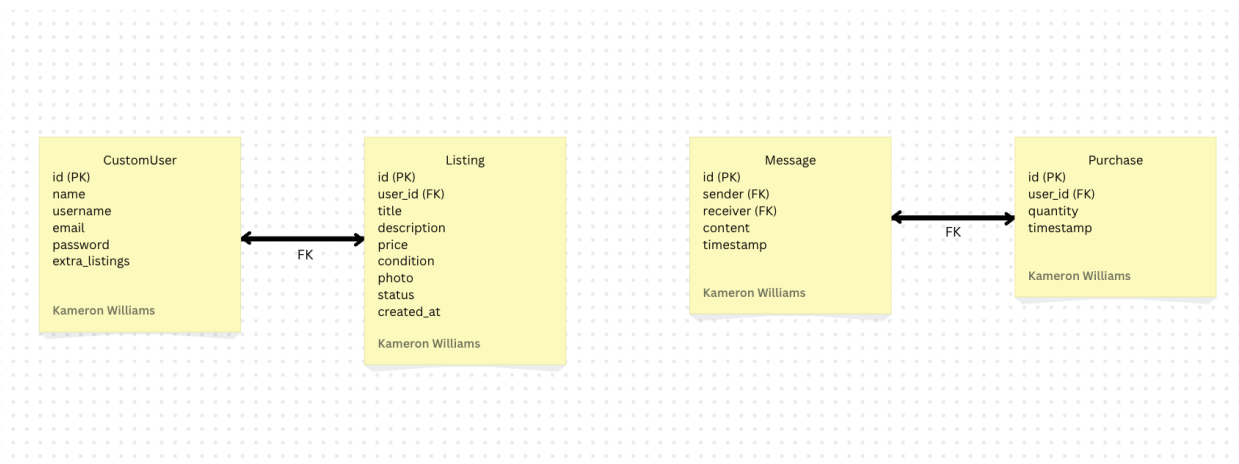 CustomUser
id (PK)
name
username
email
password
extra_listings
Kameron Williams
FK
Listing
id (PK)
user_id (FK)
title
description
price
condition
photo
status
created_at
Kameron Williams
Message
id (PK)
sender (FK)
receiver (FK)
content
timestamp
Kameron Williams
FK
Purchase
id (PK)
user_id (FK)
quantity
timestamp
Kameron Williams